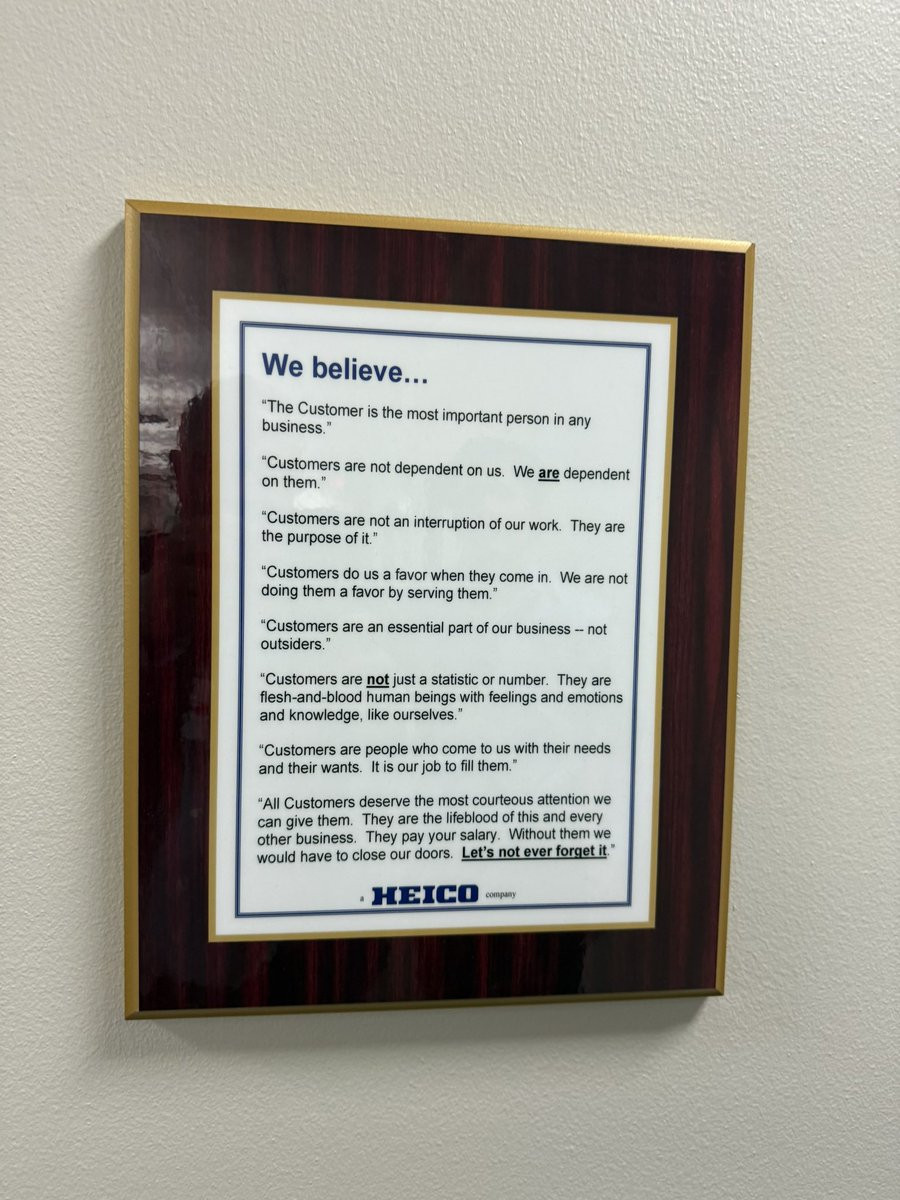 We believe…
“The Customer is the most important person in any
business.”
“Customers are not dependent on us.  We are dependent
on them.”
“Customers are not an interruption of our work.  They are
the purpose of it.”
“Customers do us a favor when they come in.  We are not
doing them a favor by serving them.”
“Customers are an essential part of our business -- not
outsiders.”
“Customers are not just a statistic or number.  They are
flesh-and-blood human beings with feelings and emotions
and knowledge, like ourselves.”
“Customers are people who come to us with their needs
and their wants.  It is our job to fill them.”
“All Customers deserve the most courteous attention we
can give them.  They are the lifeblood of this and every
other business.  They pay your salary.  Without them we
would have to close our doors.  Let’s not ever forget it.”
a HEICO company